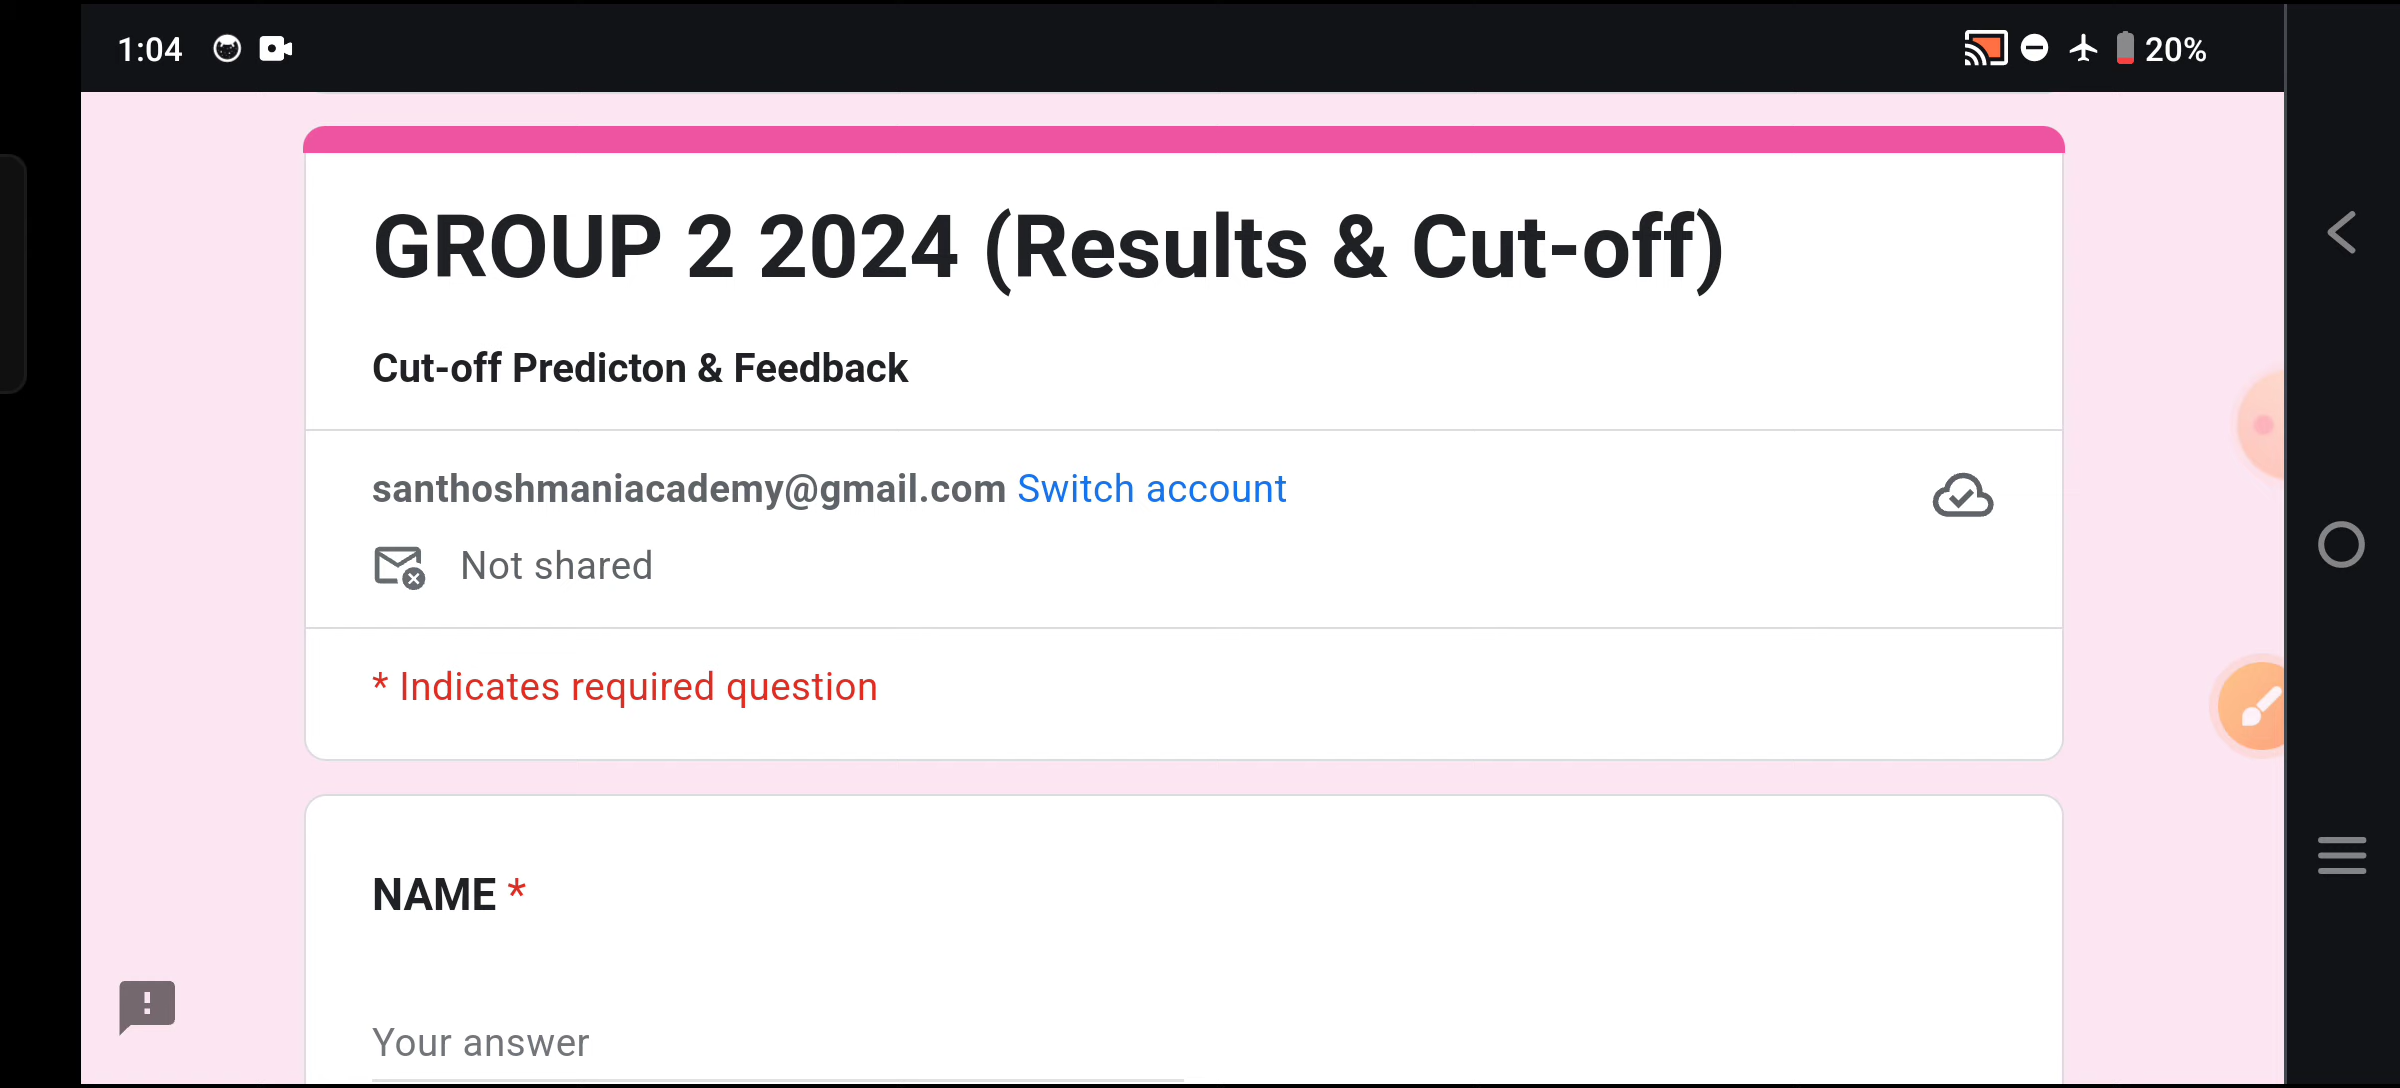 1:04
20%
GROUP 2 2024 (Results & Cut-off)
Cut-off Predicton & Feedback
santhoshmaniacademy@gmail.com Switch account
Not shared
* Indicates required question
NAME *
Your answer